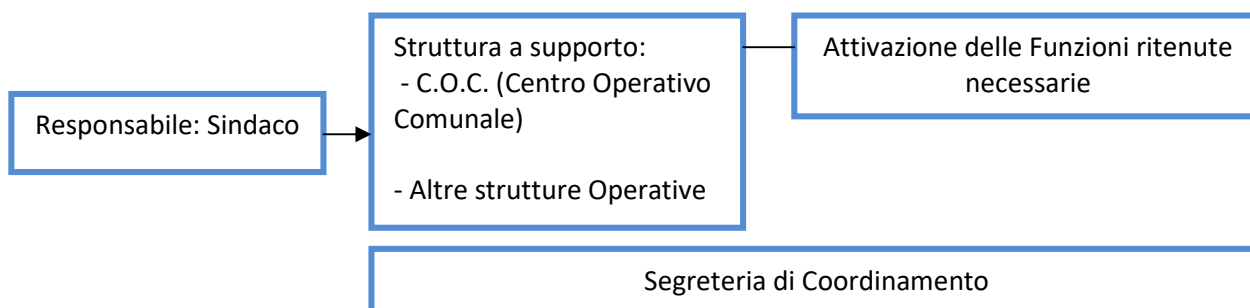 Responsabile: Sindaco
Struttura a supporto:
- C.O.C. (Centro Operativo
Comunale)
- Altre strutture Operative
Attivazione delle Funzioni ritenute
necessarie
Segreteria di Coordinamento